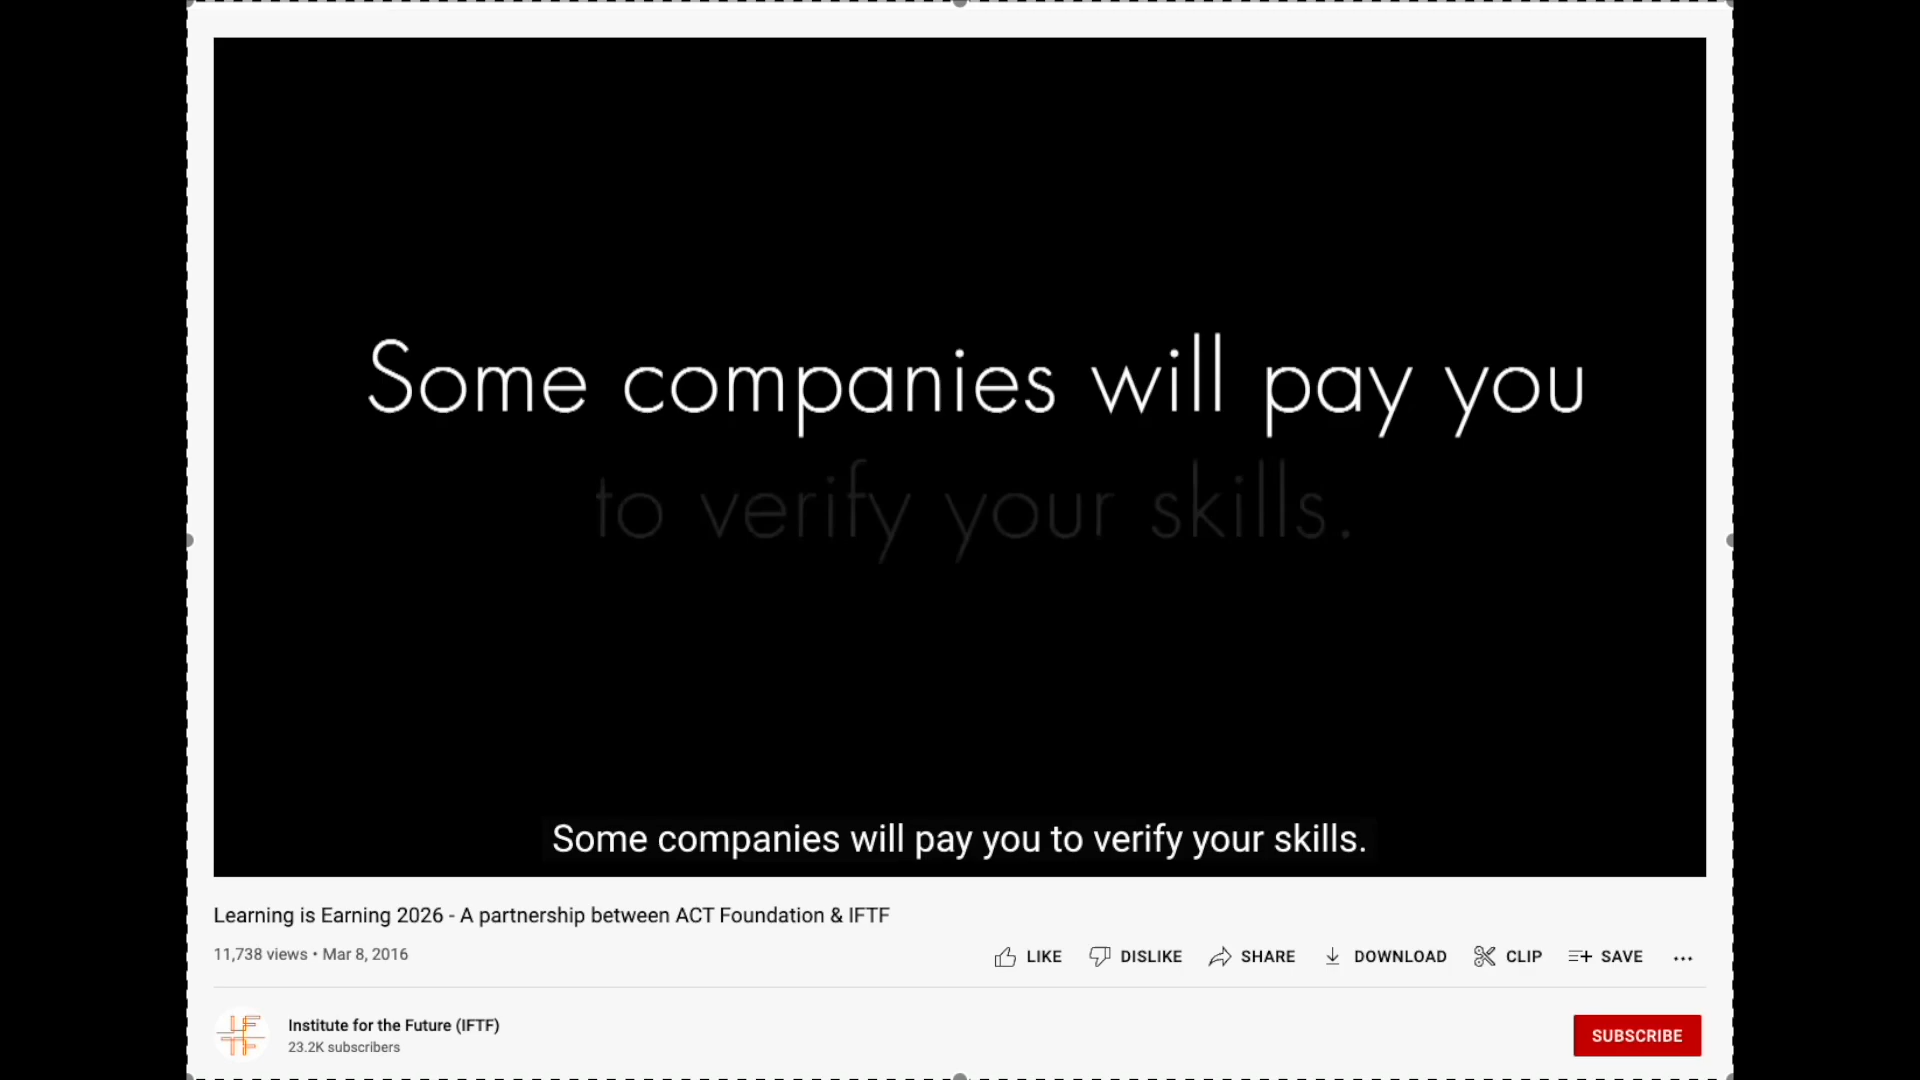 Some companies will pay you
to verify your skills.
Some companies will pay you to verify your skills.
Learning is Earning 2026 - A partnership between ACT Foundation & IFTF
11,738 views • Mar 8, 2016
LIKE DISLIKE SHARE DOWNLOAD CLIP SAVE ...
Institute for the Future (IFTF)
23.2K subscribers
SUBSCRIBE